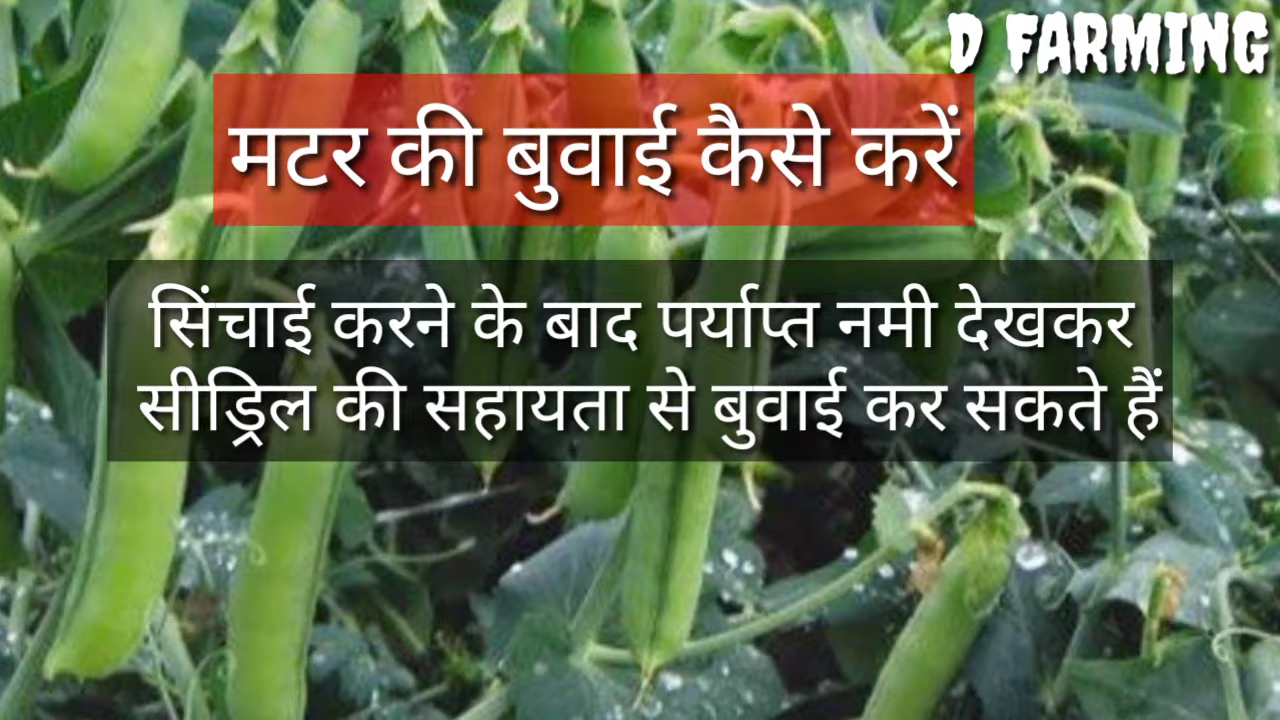 D FARMING
मटर की बुवाई कैसे करें
सिंचाई करने के बाद पर्याप्त नमी देखकर
सीड्रिल की सहायता से बुवाई कर सकते हैं